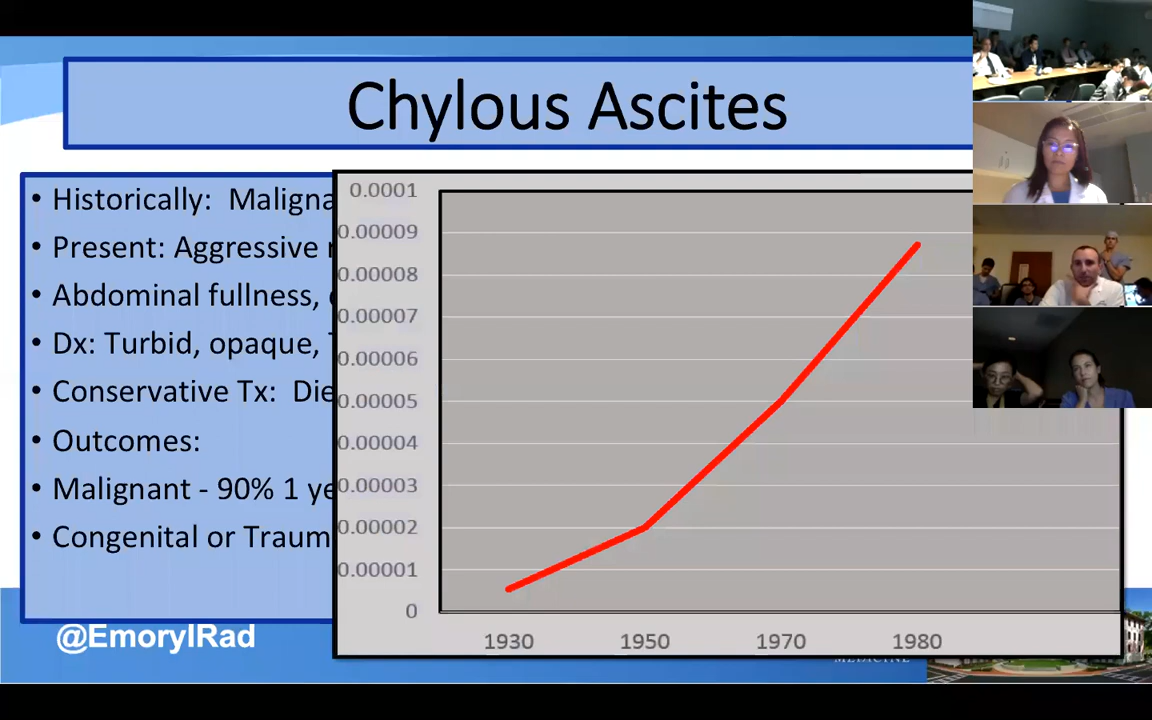 Chylous Ascites
• Historically: Maligna
• Present: Aggressive
• Abdominal fullness,
• Dx: Turbid, opaque,
• Conservative Tx: Die
• Outcomes:
• Malignant - 90% 1 ye
• Congenital or Traum
@EmoryIRad
0.0001
0.00009
0.00008
0.00007
0.00006
0.00005
0.00004
0.00003
0.00002
0.00001
0
1930 1950 1970 1980
MEDICINE